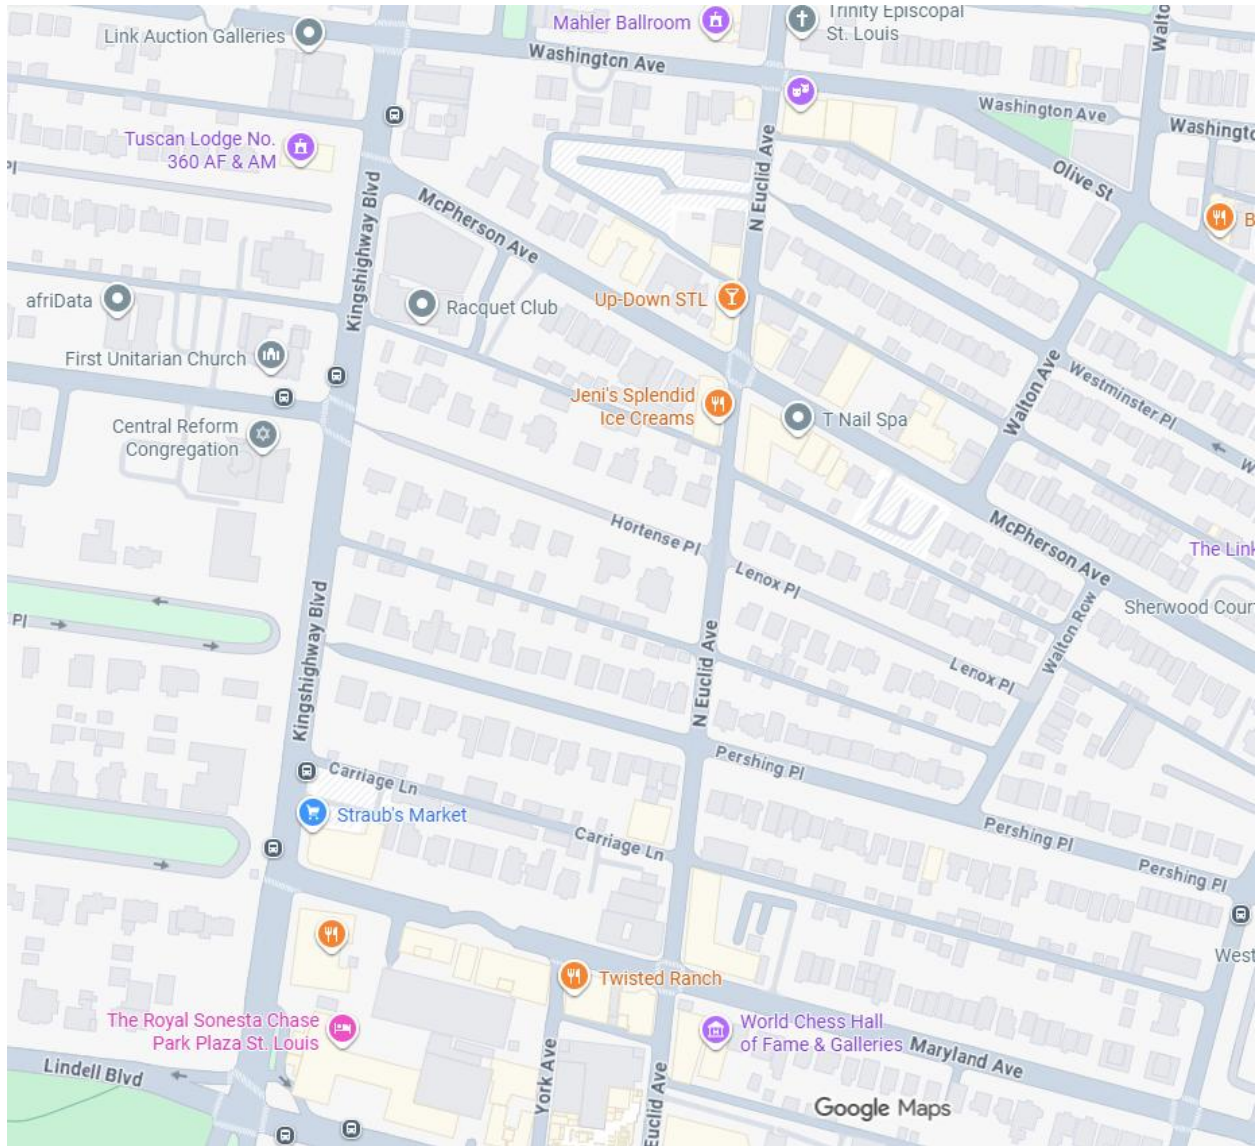 Mahler Ballroom
Trinity Episcopal
St. Louis
Link Auction Galleries
Washington Ave
Walto
Washington Ave
Washingto
Tuscan Lodge No.
360 AF & AM
Pl
N Euclid Ave
Olive St
McPherson Ave
B
Kingshighway Blvd
afriData
Racquet Club
Up-Down STL
First Unitarian Church
Jeni's Splendid
Ice Creams
T Nail Spa
Walton Ave
Westminster Pl
W
Central Reform
Congregation
Hortense Pl
McPherson Ave
The Link
Lenox Pl
Sherwood Cour
Pl
Kingshighway Blvd
N Euclid Ave
Walton Row
Lenox Pl
Pershing Pl
Carriage Ln
Straub's Market
Carriage Ln
Pershing Pl
Pershing Pl
West
Twisted Ranch
The Royal Sonesta Chase
Park Plaza St. Louis
World Chess Hall
of Fame & Galleries
Maryland Ave
Lindell Blvd
York Ave
Euclid Ave
Google Maps